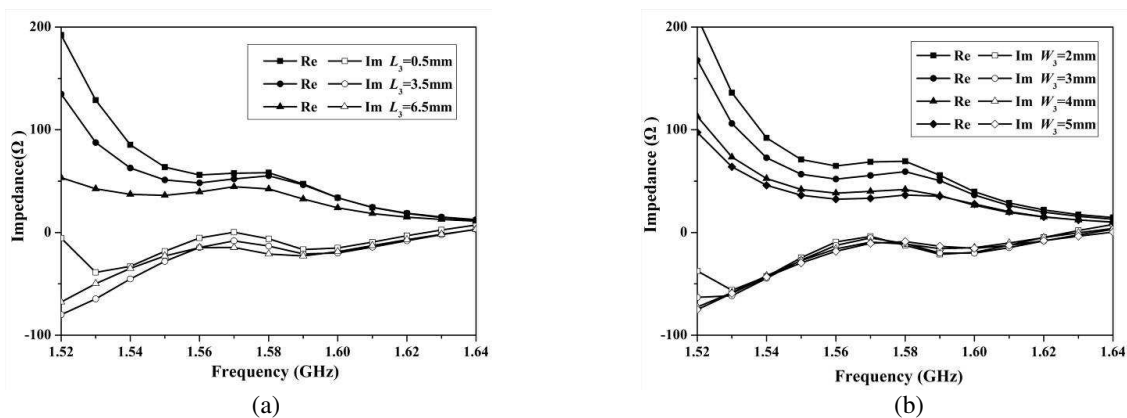 200
100
0
-100
Impedance(Ω)
Re Im L₃=0.5mm
Re Im L₃=3.5mm
Re Im L₃=6.5mm
1.52 1.54 1.56 1.58 1.60 1.62 1.64
Frequency (GHz)
(a)
200
100
0
-100
Impedance (Ω)
Re Im W₃=2mm
Re Im W₃=3mm
Re Im W₃=4mm
Re Im W₃=5mm
1.52 1.54 1.56 1.58 1.60 1.62 1.64
Frequency (GHz)
(b)